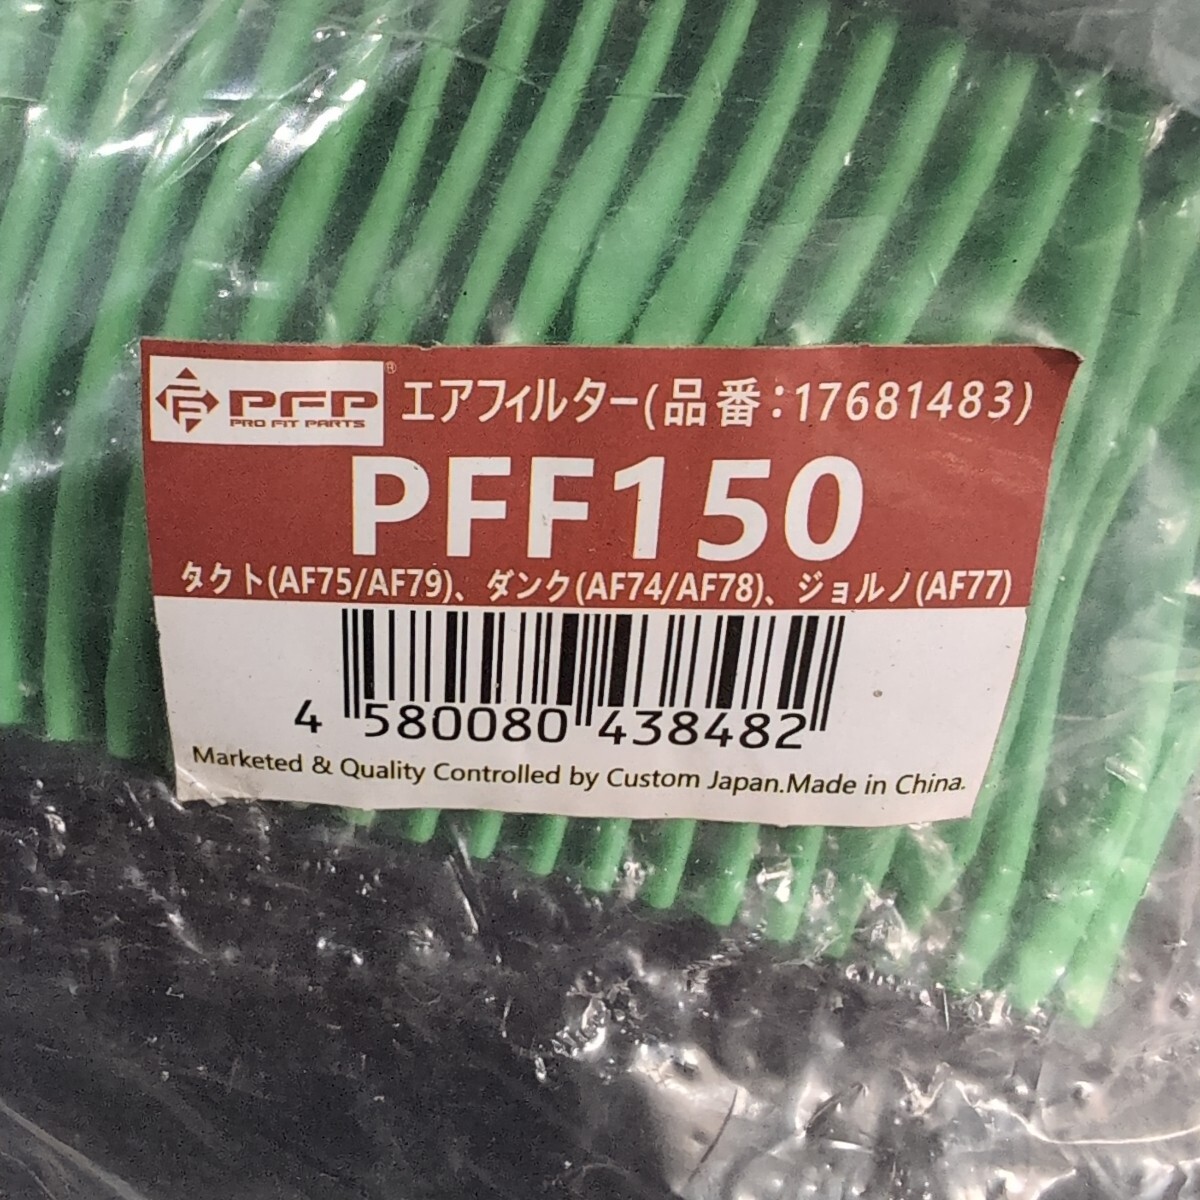 PFP®
PRO FIT PARTS
エアフィルター(品番:17681483)
PFF150
タクト(AF75/AF79)、ダンク(AF74/AF78)、ジョルノ(AF77)
4 580080 438482
Marketed & Quality Controlled by Custom Japan.Made in China.